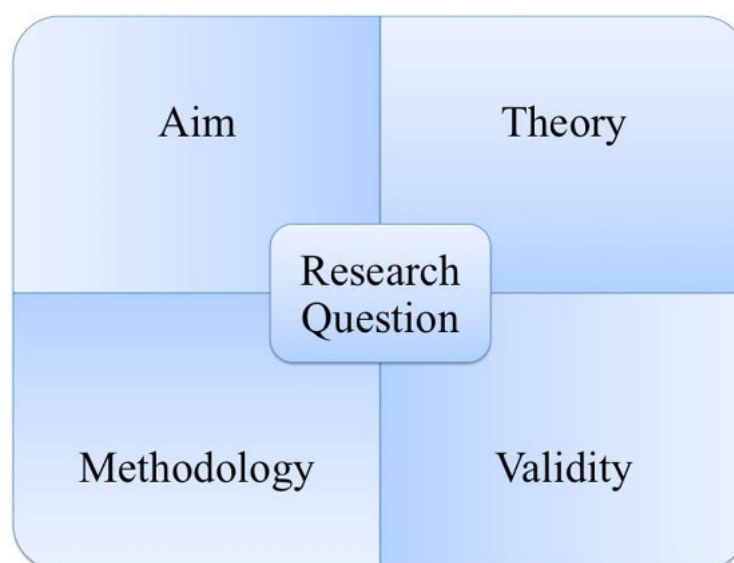 Aim
Theory
Research
Question
Methodology
Validity